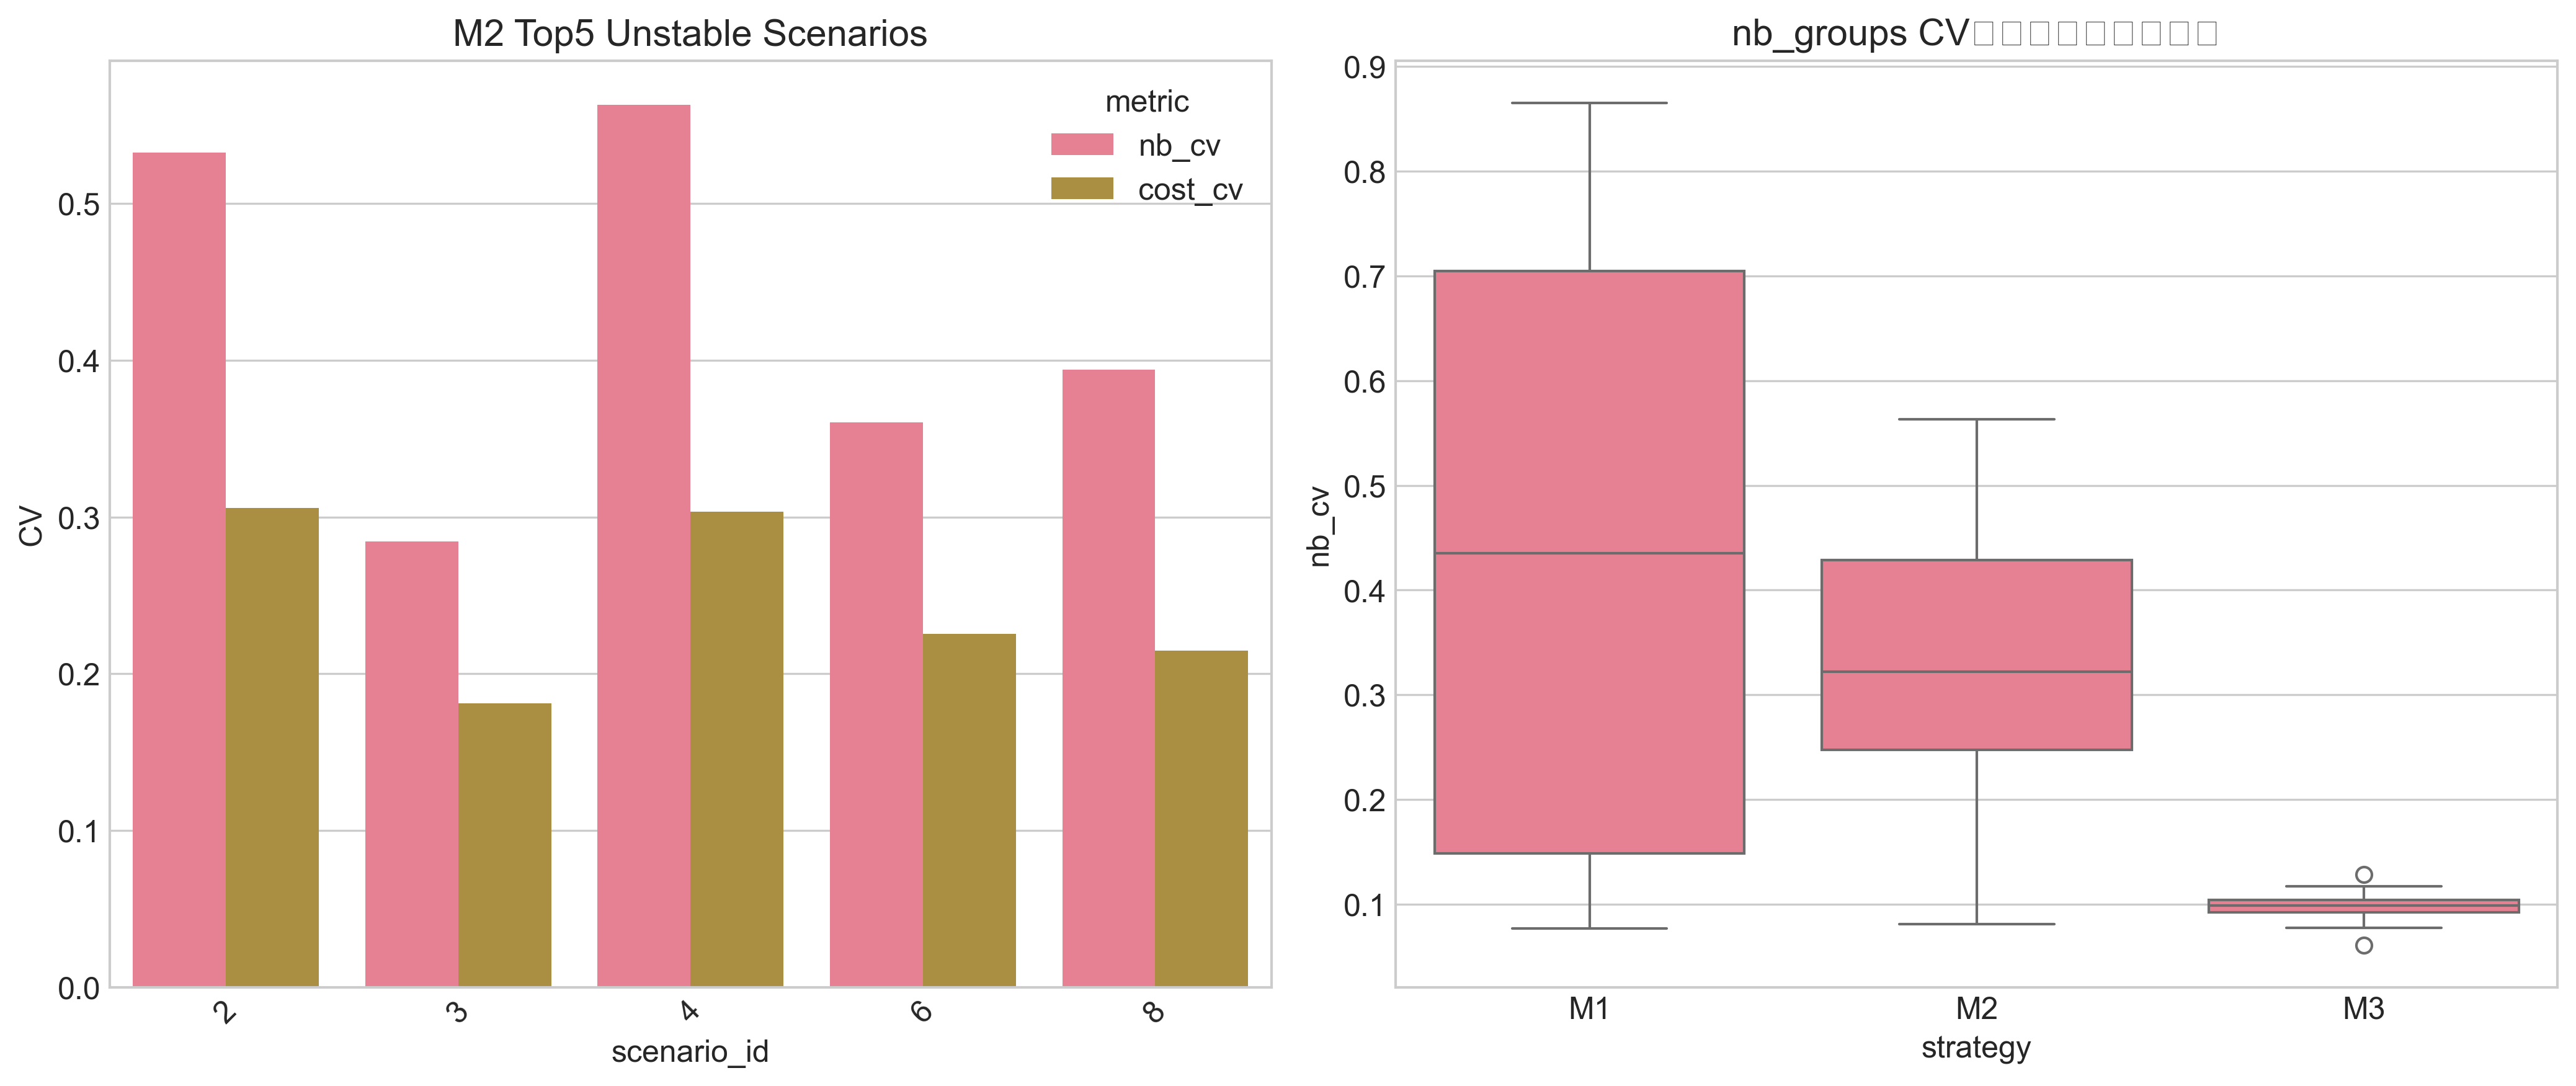 M2 Top5 Unstable Scenarios
metric
nb_cv
cost_cv
CV
0.5
0.4
0.3
0.2
0.1
0.0
2
3
4
6
8
scenario_id
nb_groups CV
nb_cv
0.9
0.8
0.7
0.6
0.5
0.4
0.3
0.2
0.1
M1
M2
M3
strategy